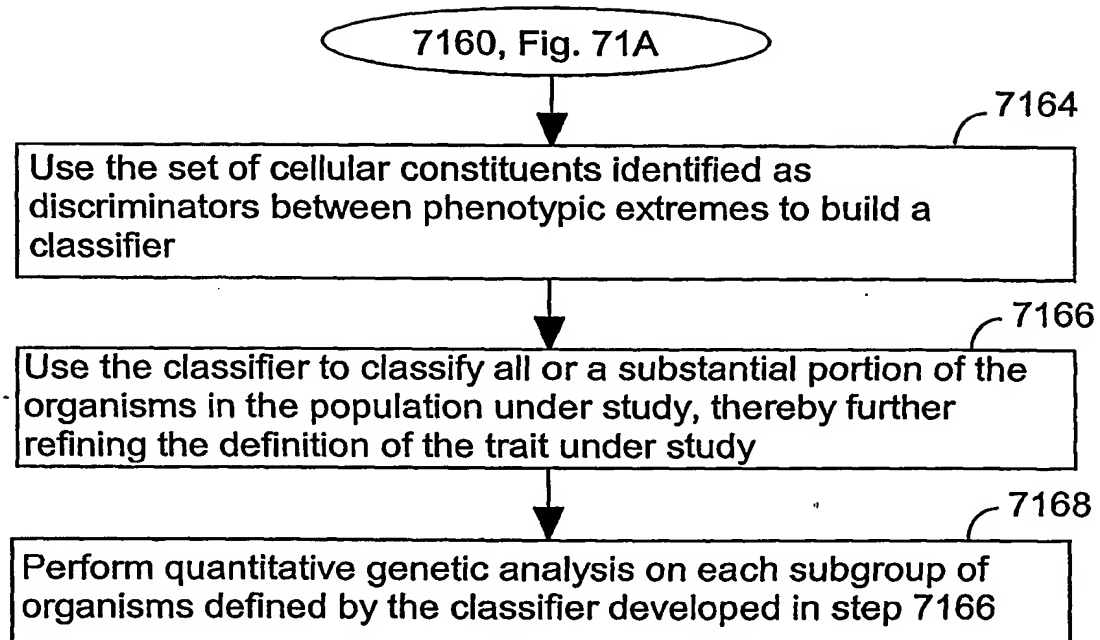 7160, Fig. 71A
7164
Use the set of cellular constituents identified as
discriminators between phenotypic extremes to build a
classifier
7166
Use the classifier to classify all or a substantial portion of the
organisms in the population under study, thereby further
refining the definition of the trait under study
7168
Perform quantitative genetic analysis on each subgroup of
organisms defined by the classifier developed in step 7166